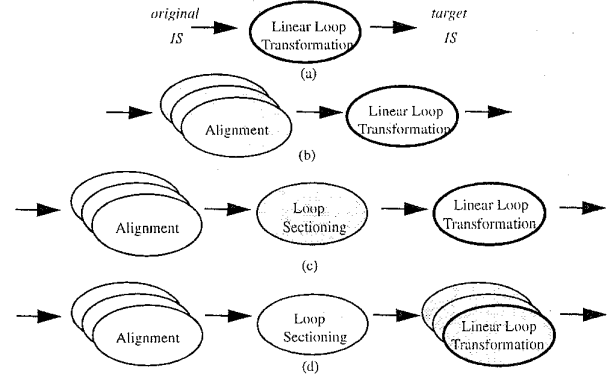 original
IS
Linear Loop
Transformation
target
IS
(a)
Alignment
Linear Loop
Transformation
(b)
Alignment
Loop
Sectioning
Linear Loop
Transformation
(c)
Alignment
Loop
Sectioning
Linear Loop
Transformation
(d)